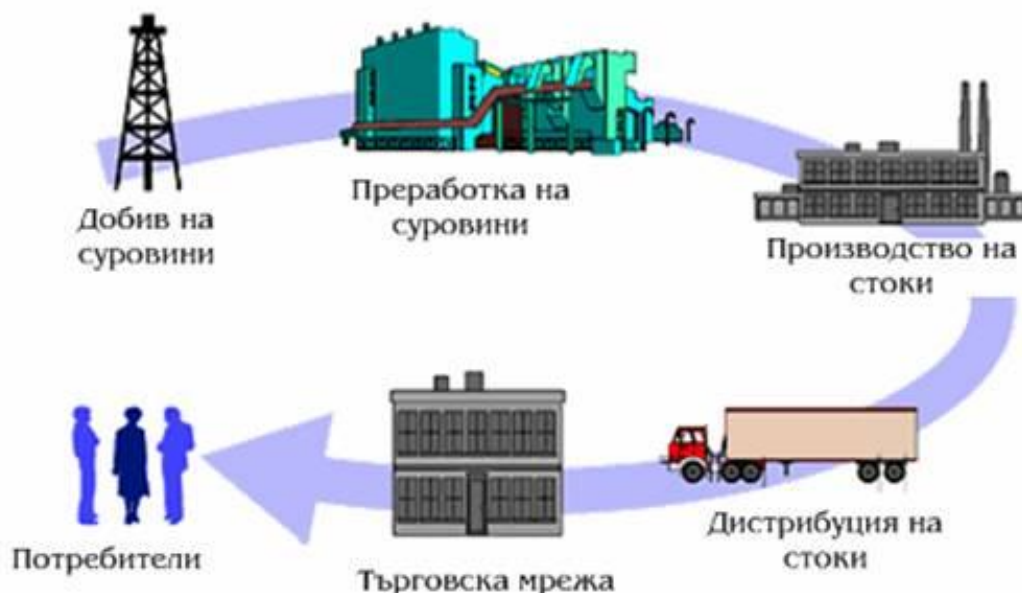 Добив на
суровини
Преработка на
суровини
Производство на
стоки
Дистрибуция на
стоки
Търговска мрежа
Потребители